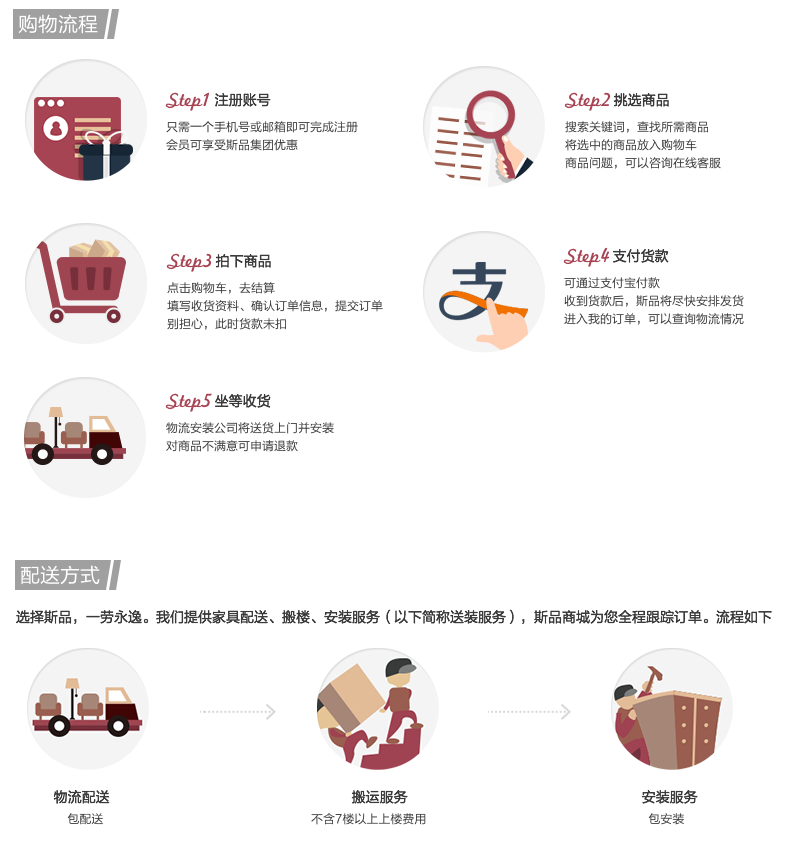 购物流程
Step1 注册账号
只需一个手机号或邮箱即可完成注册
会员可享受斯品集团优惠
Step2 挑选商品
搜索关键词，查找所需商品
将选中的商品放入购物车
商品问题，可以咨询在线客服
Step3 拍下商品
点击购物车，去结算
填写收货资料、确认订单信息，提交订单
别担心，此时货款未扣
Step4 支付货款
可通过支付宝付款
收到货款后，斯品将尽快安排发货
进入我的订单，可以查询物流情况
Step5 坐等收货
物流安装公司将送货上门并安装
对商品不满意可申请退款
配送方式
选择斯品，一劳永逸。我们提供家具配送、搬楼、安装服务（以下简称送装服务），斯品商城为您全程跟踪订单。流程如下
物流配送
包配送
搬运服务
不含7楼以上上楼费用
安装服务
包安装